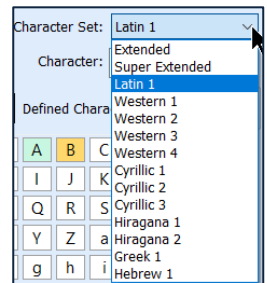 Character Set: Latin 1
Character:
Defined Chara
Extended
Super Extended
Latin 1
Western 1
Western 2
Western 3
Western 4
Cyrillic 1
Cyrillic 2
Cyrillic 3
Hiragana 1
Hiragana 2
Greek 1
Hebrew 1
A B C
I J K
Q R S
Y Z a
g h i